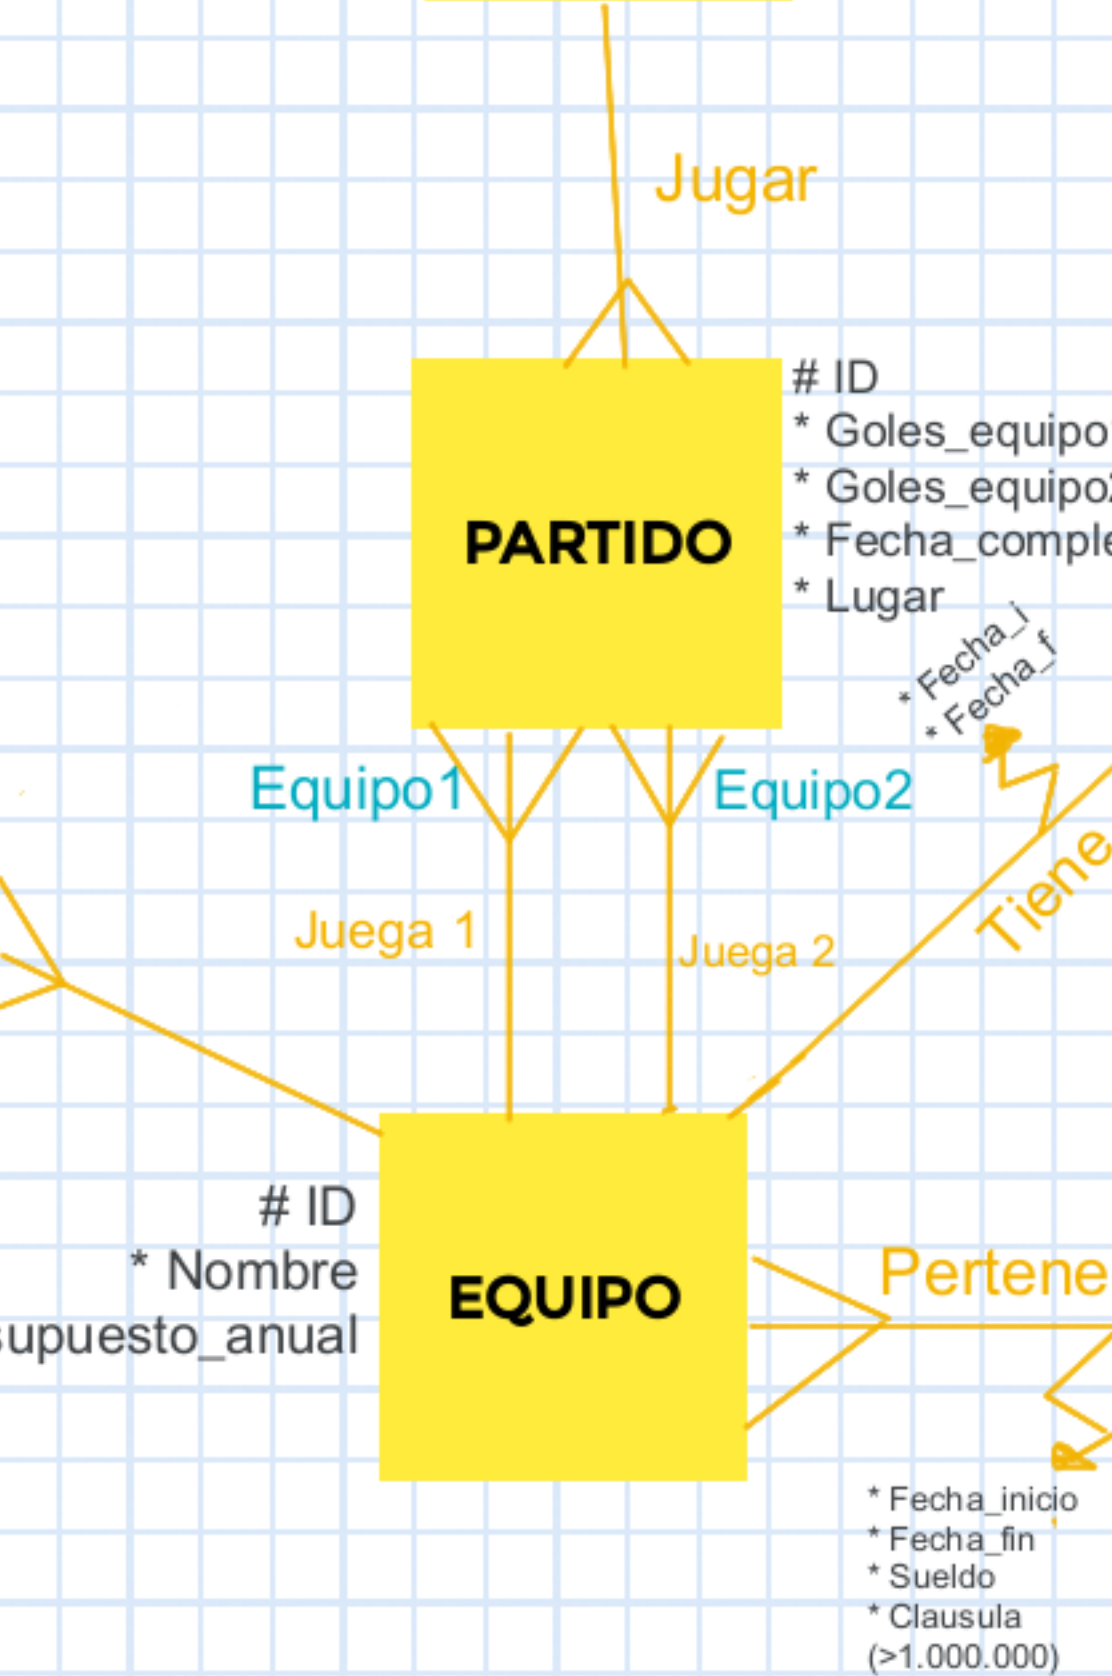 Jugar
# ID
* Goles_equipo
* Goles_equipo
* Fecha_comple
* Lugar
PARTIDO
* Fecha_i
* Fecha_f
Equipo1
Equipo2
Tiene
Juega 1
Juega 2
# ID
* Nombre
supuesto_anual
EQUIPO
Pertene
* Fecha_inicio
* Fecha_fin
* Sueldo
* Clausula
(>1.000.000)